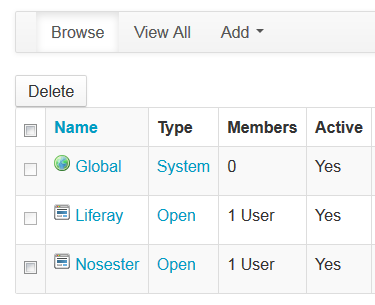 Browse View All Add
Delete
Name Type Members Active
Global System 0 Yes
Liferay Open 1 User Yes
Nosester Open 1 User Yes